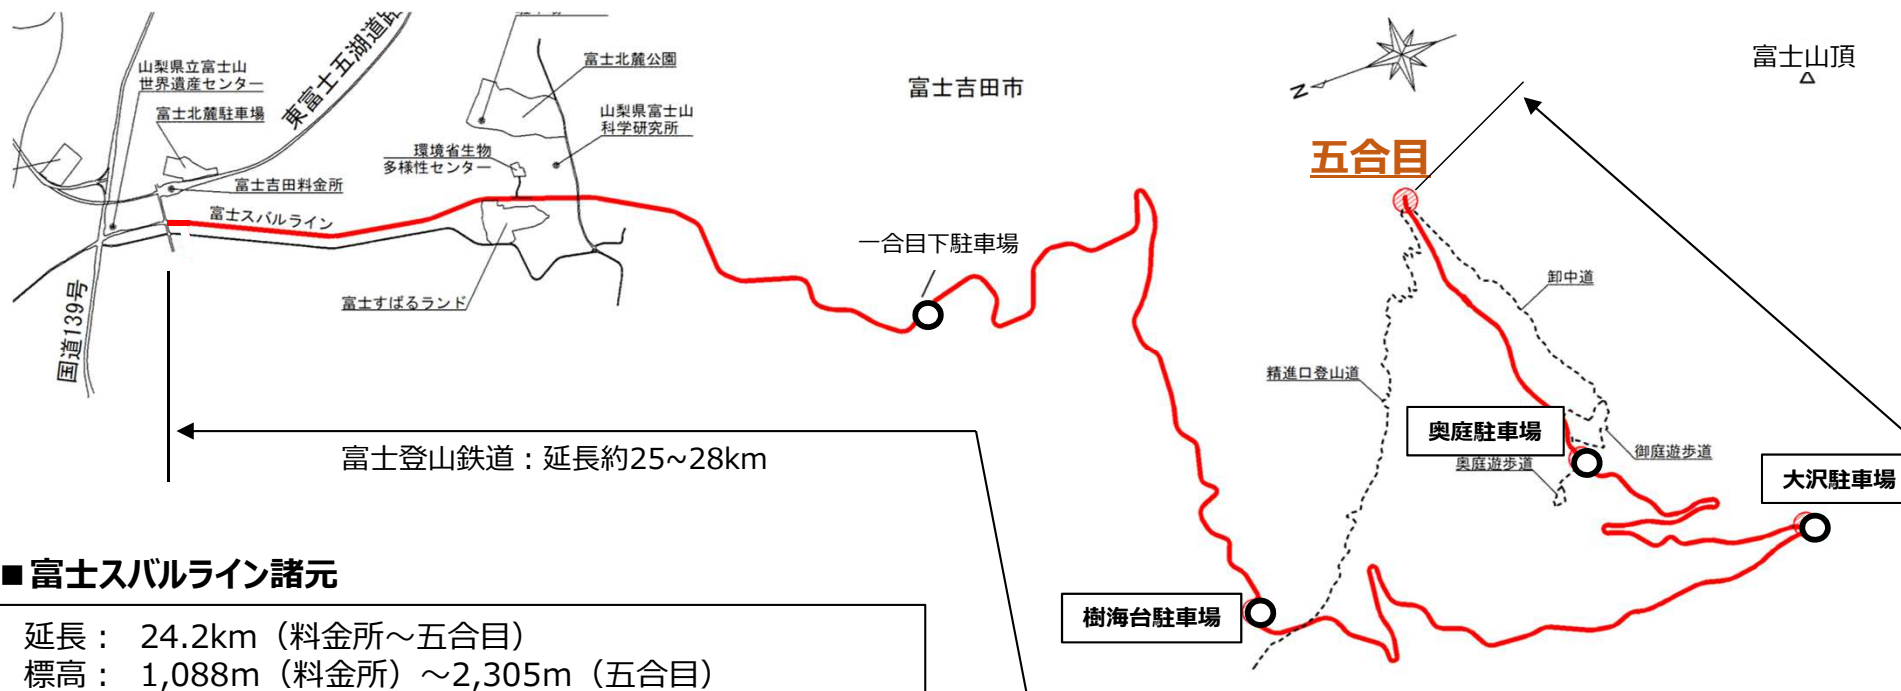 山梨県立富士山
世界遺産センター
富士北麓駐車場
東富士五湖道路
富士北麓公園
山梨県富士山
科学研究所
環境省生物
多様性センター
富士吉田料金所
富士スバルライン
富士すばるランド
国道139号
富士吉田市
一合目下駐車場
N
富士山頂
五合目
卸中道
精進口登山道
奥庭駐車場
奥庭遊歩道
御庭遊歩道
大沢駐車場
樹海台駐車場
富士登山鉄道：延長約25~28km
■富士スバルライン諸元
延長： 24.2km（料金所～五合目）
標高： 1,088m（料金所）～2,305m（五合目）